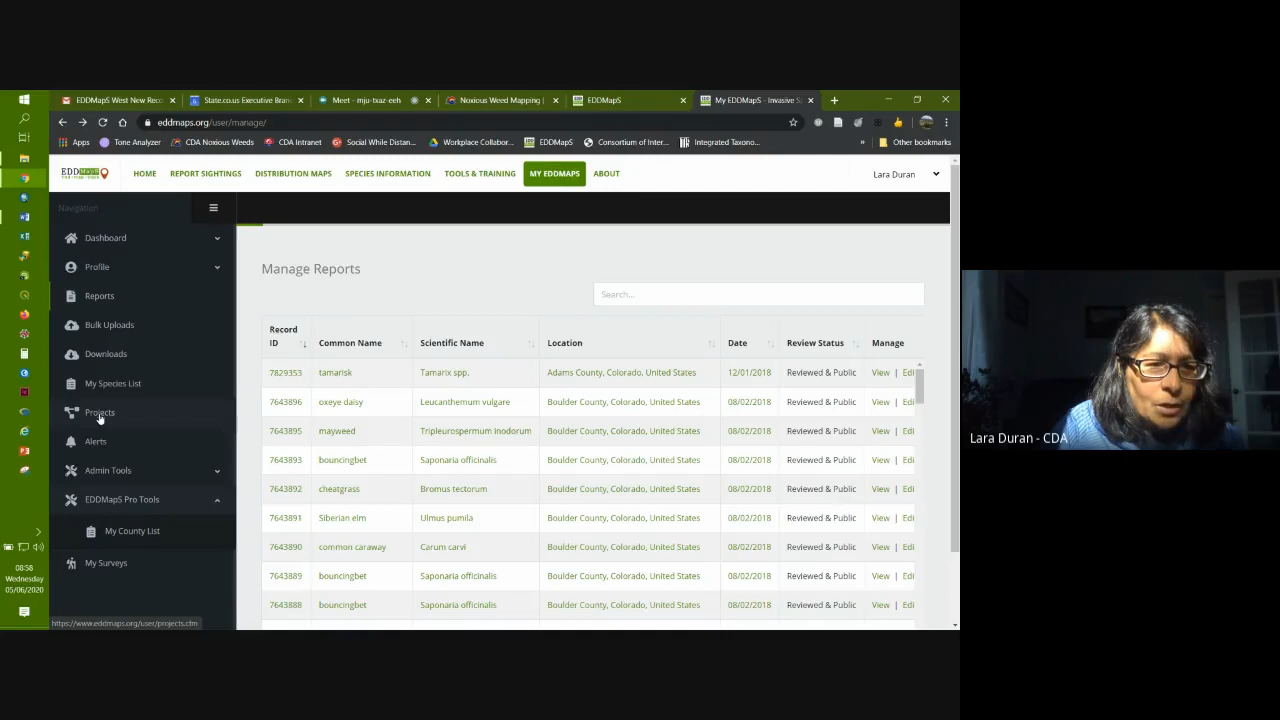 EDDMapS West New Reco
State.co.us Executive Bran
Meet - mju-txaz-eeh
Noxious Weed Mapping |
EDDMapS
My EDDMapS - Invasive S
eddmaps.org/user/manage/
Apps
Tone Analyzer
CDA Noxious Weeds
CDA Intranet
Social While Distan...
Workplace Collabor...
EDDMapS
Consortium of Inter...
Integrated Taxono...
Other bookmarks
EDDMapS
HOME
REPORT SIGHTINGS
DISTRIBUTION MAPS
SPECIES INFORMATION
TOOLS & TRAINING
MY EDDMAPS
ABOUT
Lara Duran
Navigation
Dashboard
Profile
Reports
Bulk Uploads
Downloads
My Species List
Projects
Alerts
Admin Tools
EDDMapS Pro Tools
My County List
My Surveys
https://www.eddmaps.org/user/projects.cfm
Manage Reports
Search...
Record ID Common Name Scientific Name Location Date Review Status Manage
7829353 tamarisk Tamarix spp. Adams County, Colorado, United States 12/01/2018 Reviewed & Public View | Edi
7643896 oxeye daisy Leucanthemum vulgare Boulder County, Colorado, United States 08/02/2018 Reviewed & Public View | Edi
7643895 mayweed Tripleurospermum inodorum Boulder County, Colorado, United States 08/02/2018 Reviewed & Public View | Edi
7643893 bouncingbet Saponaria officinalis Boulder County, Colorado, United States 08/02/2018 Reviewed & Public View | Edi
7643892 cheatgrass Bromus tectorum Boulder County, Colorado, United States 08/02/2018 Reviewed & Public View | Edi
7643891 Siberian elm Ulmus pumila Boulder County, Colorado, United States 08/02/2018 Reviewed & Public View | Edi
7643890 common caraway Carum carvi Boulder County, Colorado, United States 08/02/2018 Reviewed & Public View | Edi
7643889 bouncingbet Saponaria officinalis Boulder County, Colorado, United States 08/02/2018 Reviewed & Public View | Edi
7643888 bouncingbet Saponaria officinalis Boulder County, Colorado, United States 08/02/2018 Reviewed & Public View | Edi
08:58
Wednesday
05/06/2020
Lara Duran - CDA